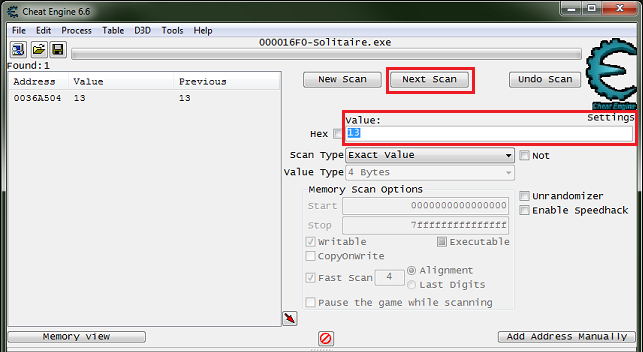 Cheat Engine 6.6
File Edit Process Table D3D Tools Help
000016F0-Solitaire.exe
Found:1
Address Value Previous
0036A504 13 13
New Scan Next Scan Undo Scan
Cheat Engine
Settings
Value:
Hex 13
Scan Type Exact Value Not
Value Type 4 Bytes
Memory Scan Options
Start 0000000000000000
Stop 7fffffffffffffff
Unrandomizer
Enable Speedhack
Writable Executable
CopyOnWrite
Fast Scan 4 Alignment
Last Digits
Pause the game while scanning
Memory view
Add Address Manually